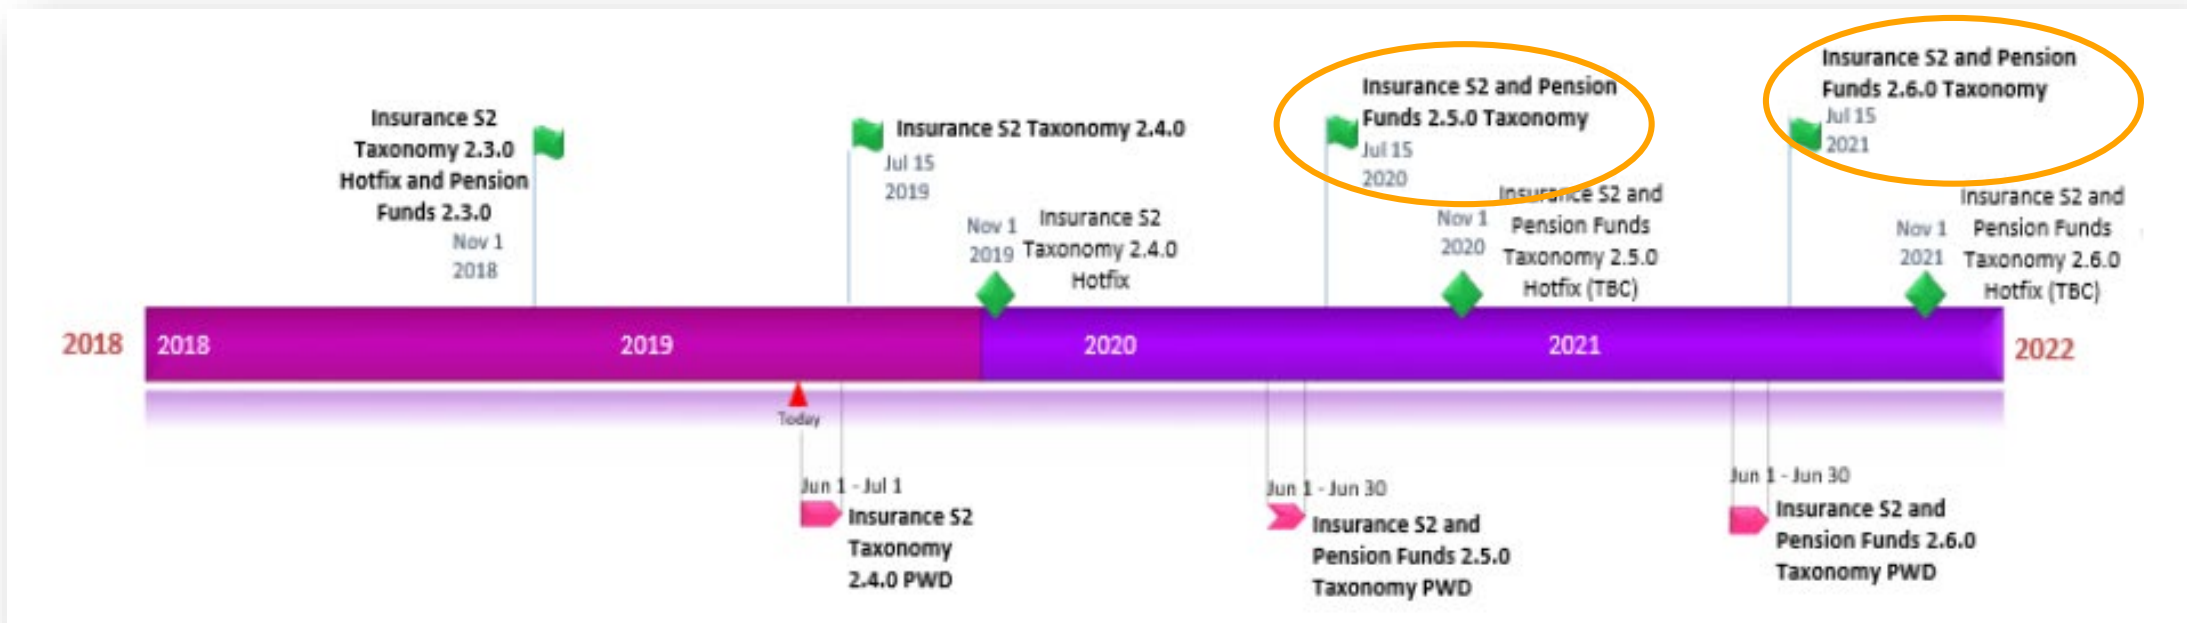 Insurance S2
Taxonomy 2.3.0
Hotfix and Pension
Funds 2.3.0
Nov 1
2018
Insurance S2 Taxonomy 2.4.0
Jul 15
2019
Nov 1
2019
Insurance S2
Taxonomy 2.4.0
Hotfix
Insurance S2 and Pension
Funds 2.5.0 Taxonomy
Jul 15
2020
Nov 1
2020
Insurance S2 and
Pension Funds
Taxonomy 2.5.0
Hotfix (TBC)
Insurance S2 and Pension
Funds 2.6.0 Taxonomy
Jul 15
2021
Nov 1
2021
Insurance S2 and
Pension Funds
Taxonomy 2.6.0
Hotfix (TBC)
2018
2018
2019
2020
2021
2022
Today
Jun 1 - Jul 1
Insurance S2
Taxonomy
2.4.0 PWD
Jun 1 - Jun 30
Insurance S2 and
Pension Funds 2.5.0
Taxonomy PWD
Jun 1 - Jun 30
Insurance S2 and
Pension Funds 2.6.0
Taxonomy PWD